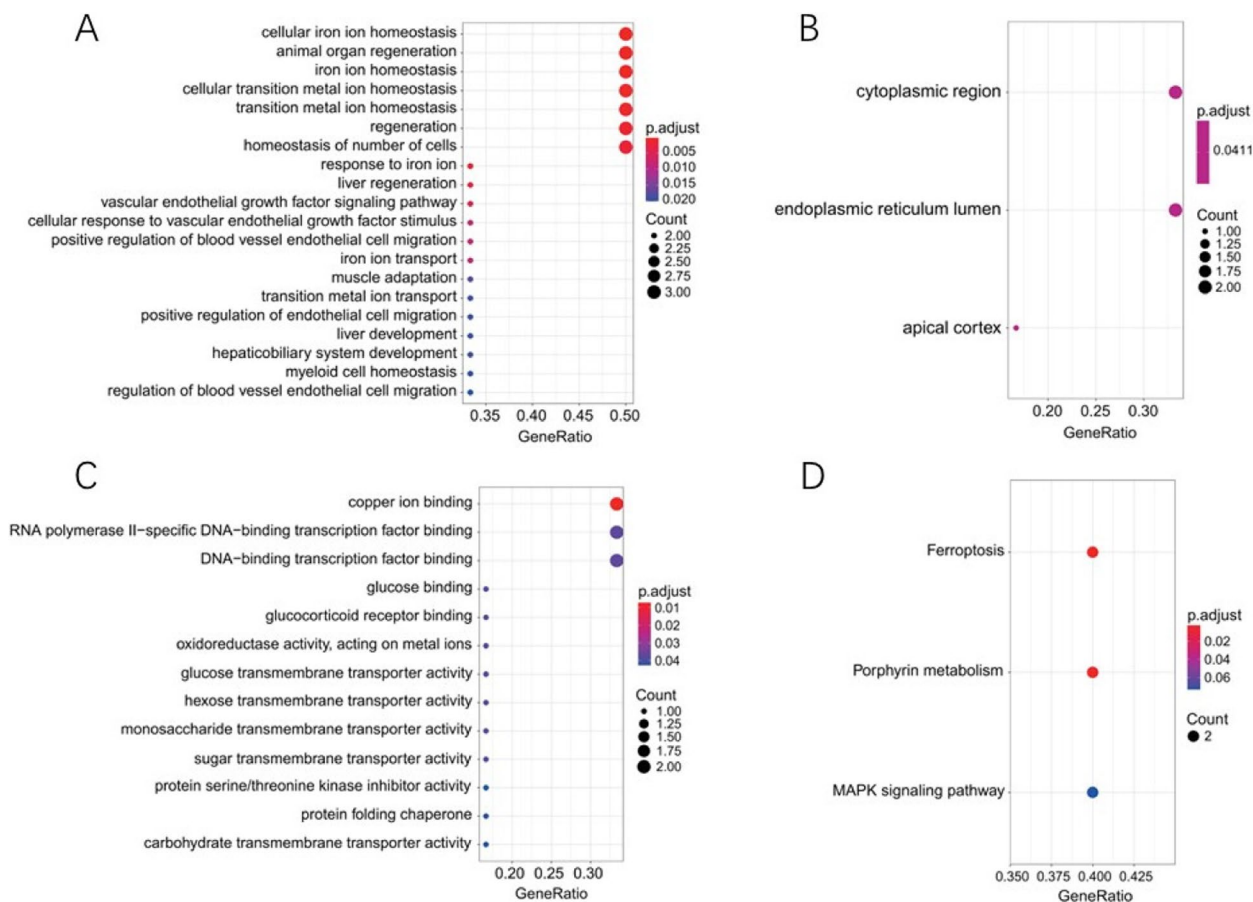 A
cellular iron ion homeostasis
animal organ regeneration
iron ion homeostasis
cellular transition metal ion homeostasis
transition metal ion homeostasis
regeneration
homeostasis of number of cells
response to iron ion
liver regeneration
vascular endothelial growth factor signaling pathway
cellular response to vascular endothelial growth factor stimulus
positive regulation of blood vessel endothelial cell migration
iron ion transport
muscle adaptation
transition metal ion transport
positive regulation of endothelial cell migration
liver development
hepaticobiliary system development
myeloid cell homeostasis
regulation of blood vessel endothelial cell migration
0.35 0.40 0.45 0.50
GeneRatio
p.adjust
0.005
0.010
0.015
0.020
Count
2.00
2.25
2.50
2.75
3.00
B
cytoplasmic region
endoplasmic reticulum lumen
apical cortex
0.20 0.25 0.30
GeneRatio
p.adjust
0.0411
Count
1.00
1.25
1.50
1.75
2.00
C
copper ion binding
RNA polymerase II−specific DNA−binding transcription factor binding
DNA−binding transcription factor binding
glucose binding
glucocorticoid receptor binding
oxidoreductase activity, acting on metal ions
glucose transmembrane transporter activity
hexose transmembrane transporter activity
monosaccharide transmembrane transporter activity
sugar transmembrane transporter activity
protein serine/threonine kinase inhibitor activity
protein folding chaperone
carbohydrate transmembrane transporter activity
0.20 0.25 0.30
GeneRatio
p.adjust
0.01
0.02
0.03
0.04
Count
1.00
1.25
1.50
1.75
2.00
D
Ferroptosis
Porphyrin metabolism
MAPK signaling pathway
0.350 0.375 0.400 0.425
GeneRatio
p.adjust
0.02
0.04
0.06
Count
2